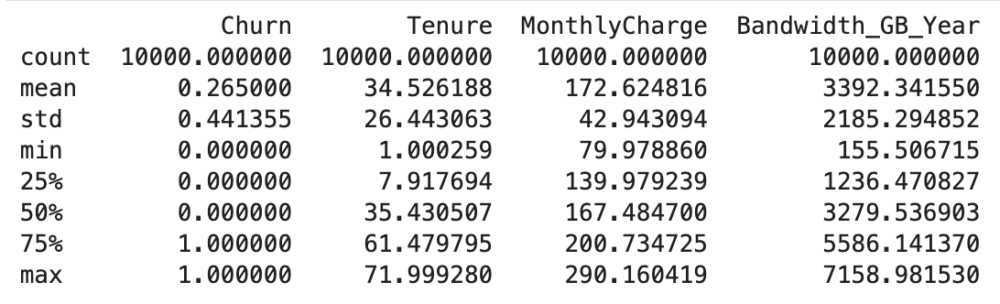 Churn Tenure MonthlyCharge Bandwidth_GB_Year
count 10000.000000 10000.000000 10000.000000 10000.000000
mean 0.265000 34.526188 172.624816 3392.341550
std 0.441355 26.443063 42.943094 2185.294852
min 0.000000 1.000259 79.978860 155.506715
25% 0.000000 7.917694 139.979239 1236.470827
50% 0.000000 35.430507 167.484700 3279.536903
75% 1.000000 61.479795 200.734725 5586.141370
max 1.000000 71.999280 290.160419 7158.981530